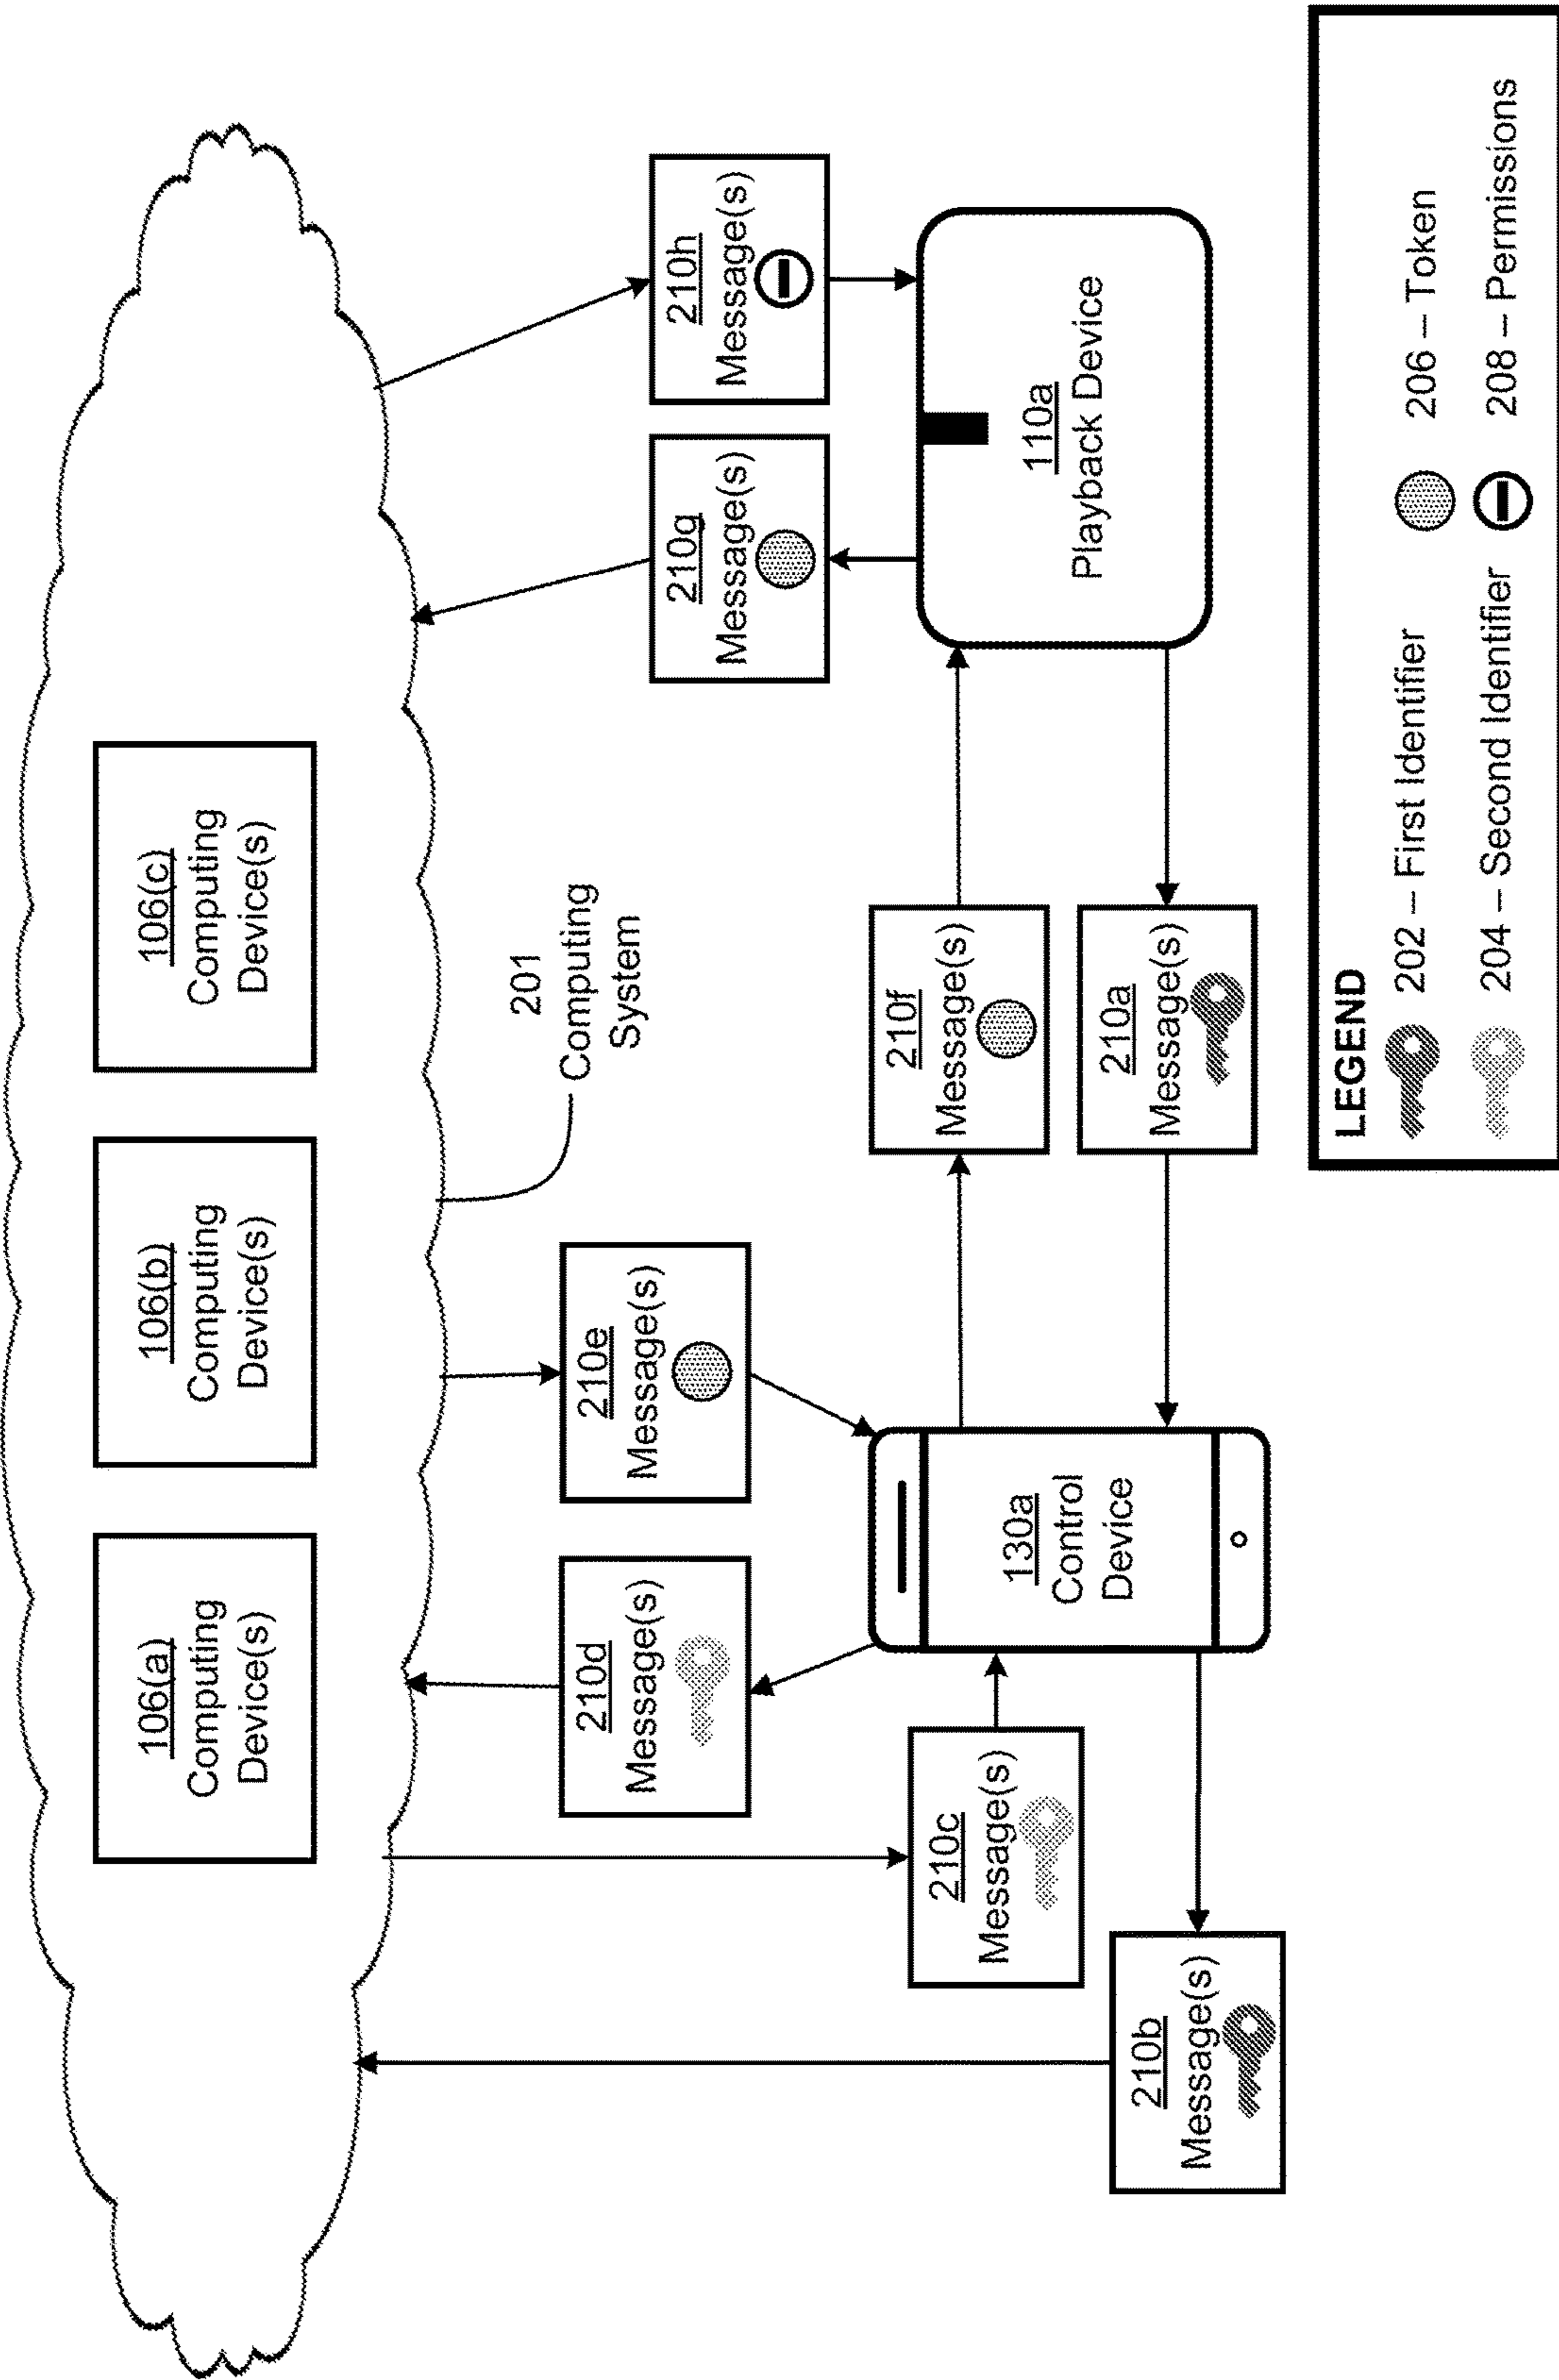 106(a)
Computing
Device(s)
106(b)
Computing
Device(s)
106(c)
Computing
Device(s)
201
Computing
System
210d
Message(s)
210e
Message(s)
210g
Message(s)
210h
Message(s)
210c
Message(s)
210b
Message(s)
130a
Control
Device
210f
Message(s)
210a
Message(s)
110a
Playback Device
LEGEND
202 – First Identifier
206 – Token
204 – Second Identifier
208 – Permissions